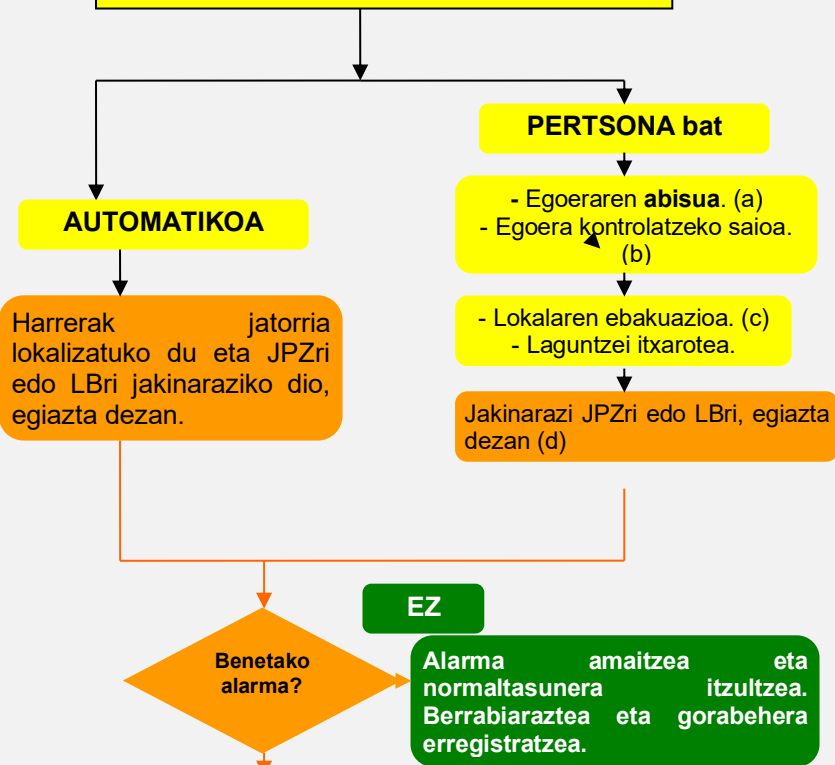 PERTSONA bat
- Egoeraren abisua. (a)
- Egoera kontrolatzeko saioa.
(b)
AUTOMATIKOA
- Lokalaren ebakuazioa. (c)
- Laguntzei itxarotea.
Harrerak jatorria
lokalizatuko du eta JPZri
edo LBri jakinaraziko dio,
egiazta dezan.
Jakinarazi JPZri edo LBri, egiazta
dezan (d)
EZ
Benetako
alarma?
Alarma amaitzea eta
normaltasunera itzultzea.
Berrabiaraztea eta gorabehera
erregistratzea.